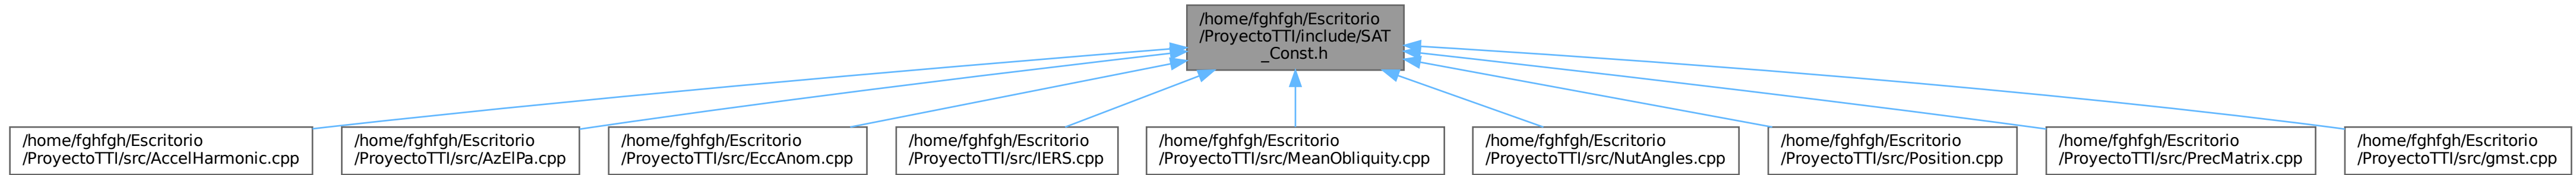 /home/fghfgh/Escritorio
/ProyectoTTI/include/SAT
_Const.h
/home/fghfgh/Escritorio
/ProyectoTTI/src/AccelHarmonic.cpp
/home/fghfgh/Escritorio
/ProyectoTTI/src/AzElPa.cpp
/home/fghfgh/Escritorio
/ProyectoTTI/src/EccAnom.cpp
/home/fghfgh/Escritorio
/ProyectoTTI/src/IERS.cpp
/home/fghfgh/Escritorio
/ProyectoTTI/src/MeanObliquity.cpp
/home/fghfgh/Escritorio
/ProyectoTTI/src/NutAngles.cpp
/home/fghfgh/Escritorio
/ProyectoTTI/src/Position.cpp
/home/fghfgh/Escritorio
/ProyectoTTI/src/PrecMatrix.cpp
/home/fghfgh/Escritorio
/ProyectoTTI/src/gmst.cpp